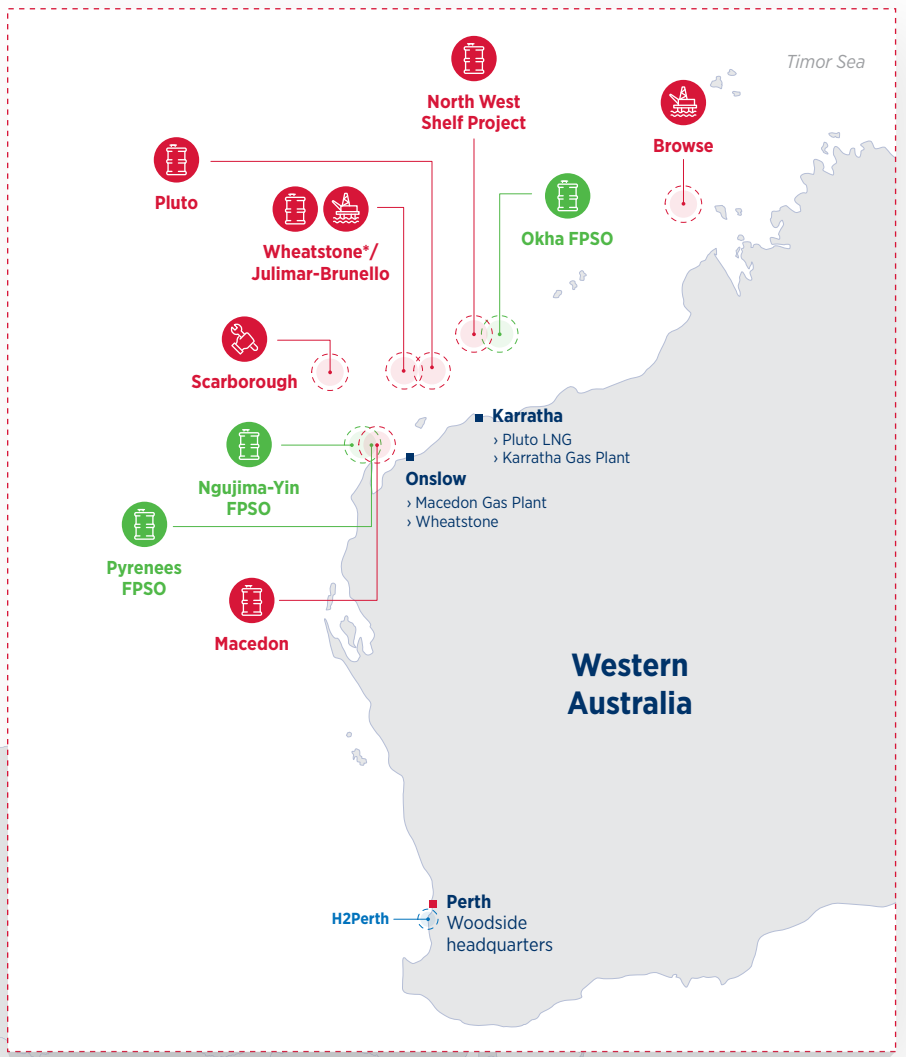 Timor Sea
North West
Shelf Project
Browse
Pluto
Wheatstone*/
Julimar-Brunello
Okha FPSO
Scarborough
Karratha
› Pluto LNG
› Karratha Gas Plant
Ngujima-Yin
FPSO
Onslow
› Macedon Gas Plant
› Wheatstone
Pyrenees
FPSO
Macedon
Western
Australia
H2Perth
Perth
Woodside
headquarters